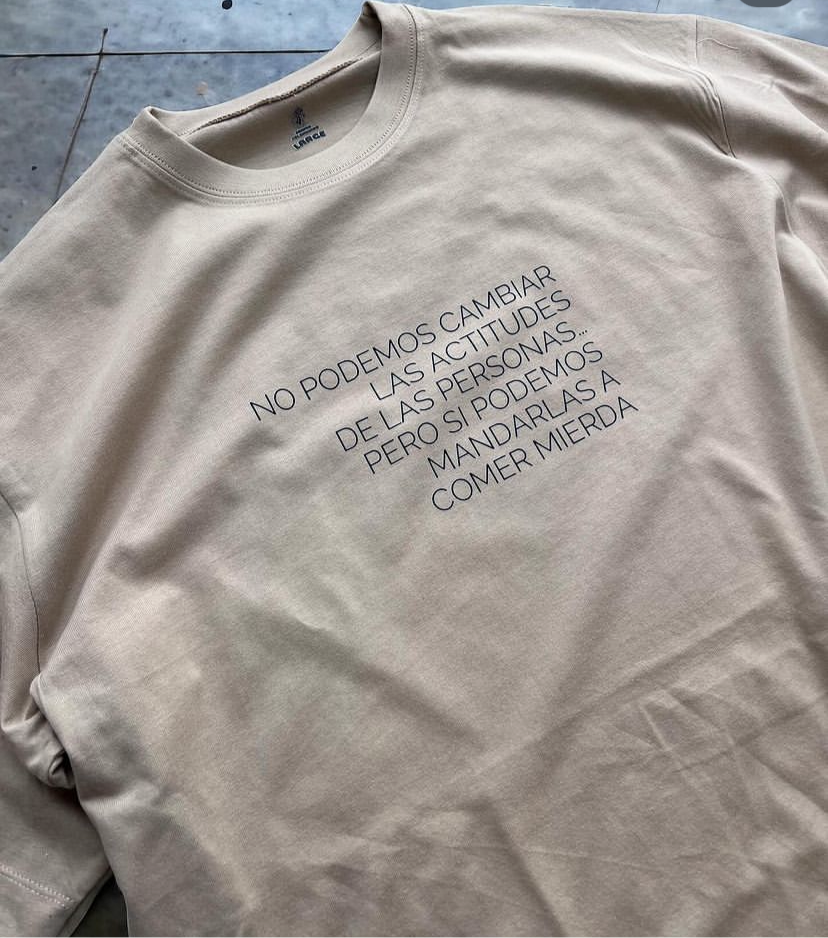 LARGE
NO PODEMOS CAMBIAR
LAS ACTITUDES
DE LAS PERSONAS...
PERO SI PODEMOS
MANDARLAS A
COMER MIERDA